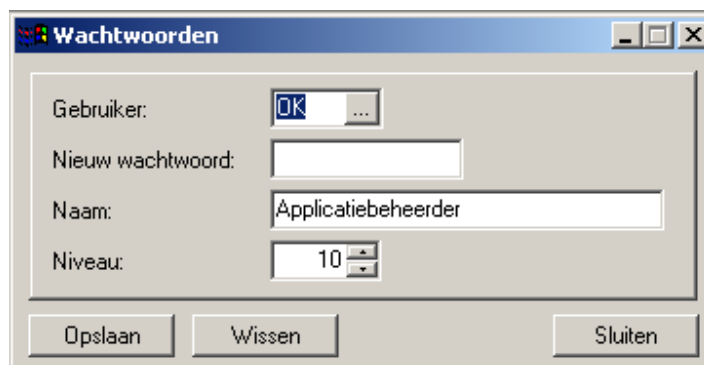 Wachtwoorden
Gebruiker: OK ...
Nieuw wachtwoord:
Naam: Applicatiebeheerder
Niveau: 10
Opslaan Wissen Sluiten